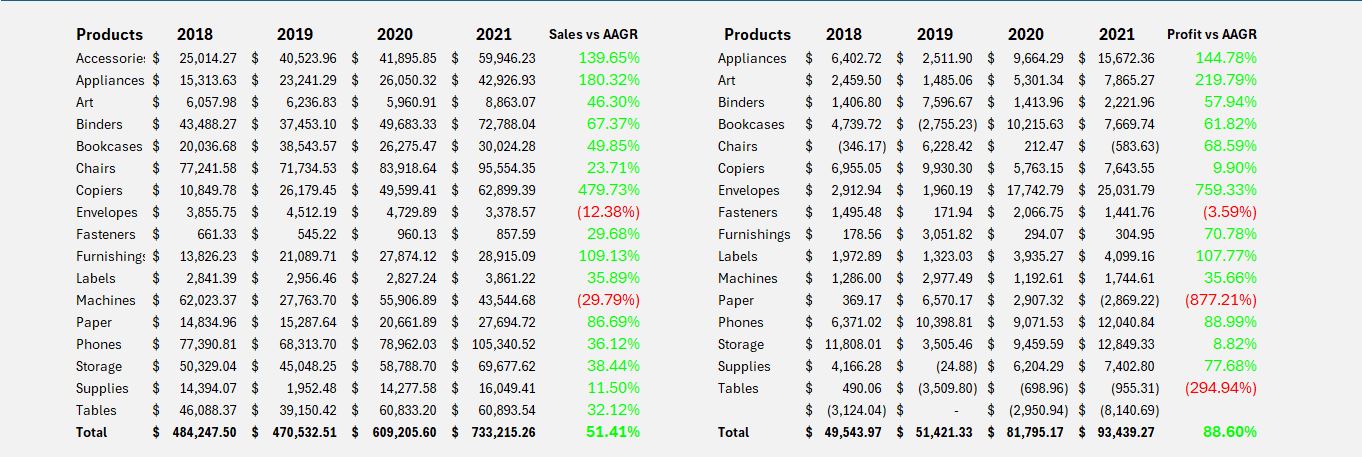 Products 2018 2019 2020 2021 Sales vs AAGR Products 2018 2019 2020 2021 Profit vs AAGR
Accessories $ 25,014.27 $ 40,523.96 $ 41,895.85 $ 59,946.23 139.65% Appliances $ 6,402.72 $ 2,511.90 $ 9,664.29 $ 15,672.36 144.78%
Appliances $ 15,313.63 $ 23,241.29 $ 26,050.32 $ 42,926.93 180.32% Art $ 2,459.50 $ 1,485.06 $ 5,301.34 $ 7,865.27 219.79%
Art $ 6,057.98 $ 6,236.83 $ 5,960.91 $ 8,863.07 46.30% Binders $ 1,406.80 $ 7,596.67 $ 1,413.96 $ 2,221.96 57.94%
Binders $ 43,488.27 $ 37,453.10 $ 49,683.33 $ 72,788.04 67.37% Bookcases $ 4,739.72 $ (2,755.23) $ 10,215.63 $ 7,669.74 61.82%
Bookcases $ 20,036.68 $ 38,543.57 $ 26,275.47 $ 30,024.28 49.85% Chairs $ (346.17) $ 6,228.42 $ 212.47 $ (583.63) 68.59%
Chairs $ 77,241.58 $ 71,734.53 $ 83,918.64 $ 95,554.35 23.71% Copiers $ 6,955.05 $ 9,930.30 $ 5,763.15 $ 7,643.55 9.90%
Copiers $ 10,849.78 $ 26,179.45 $ 49,599.41 $ 62,899.39 479.73% Envelopes $ 2,912.94 $ 1,960.19 $ 17,742.79 $ 25,031.79 759.33%
Envelopes $ 3,855.75 $ 4,512.19 $ 4,729.89 $ 3,378.57 (12.38%) Fasteners $ 1,495.48 $ 171.94 $ 2,066.75 $ 1,441.76 (3.59%)
Fasteners $ 661.33 $ 545.22 $ 960.13 $ 857.59 29.68% Furnishings $ 178.56 $ 3,051.82 $ 294.07 $ 304.95 70.78%
Furnishings $ 13,826.23 $ 21,089.71 $ 27,874.12 $ 28,915.09 109.13% Labels $ 1,972.89 $ 1,323.03 $ 3,935.27 $ 4,099.16 107.77%
Labels $ 2,841.39 $ 2,956.46 $ 2,827.24 $ 3,861.22 35.89% Machines $ 1,286.00 $ 2,977.49 $ 1,192.61 $ 1,744.61 35.66%
Machines $ 62,023.37 $ 27,763.70 $ 55,906.89 $ 43,544.68 (29.79%) Paper $ 369.17 $ 6,570.17 $ 2,907.32 $ (2,869.22) (877.21%)
Paper $ 14,834.96 $ 15,287.64 $ 20,661.89 $ 27,694.72 86.69% Phones $ 6,371.02 $ 10,398.81 $ 9,071.53 $ 12,040.84 88.99%
Phones $ 77,390.81 $ 68,313.70 $ 78,962.03 $ 105,340.52 36.12% Storage $ 11,808.01 $ 3,505.46 $ 9,459.59 $ 12,849.33 8.82%
Storage $ 50,329.04 $ 45,048.25 $ 58,788.70 $ 69,677.62 38.44% Supplies $ 4,166.28 $ (24.88) $ 6,204.29 $ 7,402.80 77.68%
Supplies $ 14,394.07 $ 1,952.48 $ 14,277.58 $ 16,049.41 11.50% Tables $ 490.06 $ (3,509.80) $ (698.96) $ (955.31) (294.94%)
Tables $ 46,088.37 $ 39,150.42 $ 60,833.20 $ 60,893.54 32.12% $ (3,124.04) $ - $ (2,950.94) $ (8,140.69)
Total $ 484,247.50 $ 470,532.51 $ 609,205.60 $ 733,215.26 51.41% Total $ 49,543.97 $ 51,421.33 $ 81,795.17 $ 93,439.27 88.60%